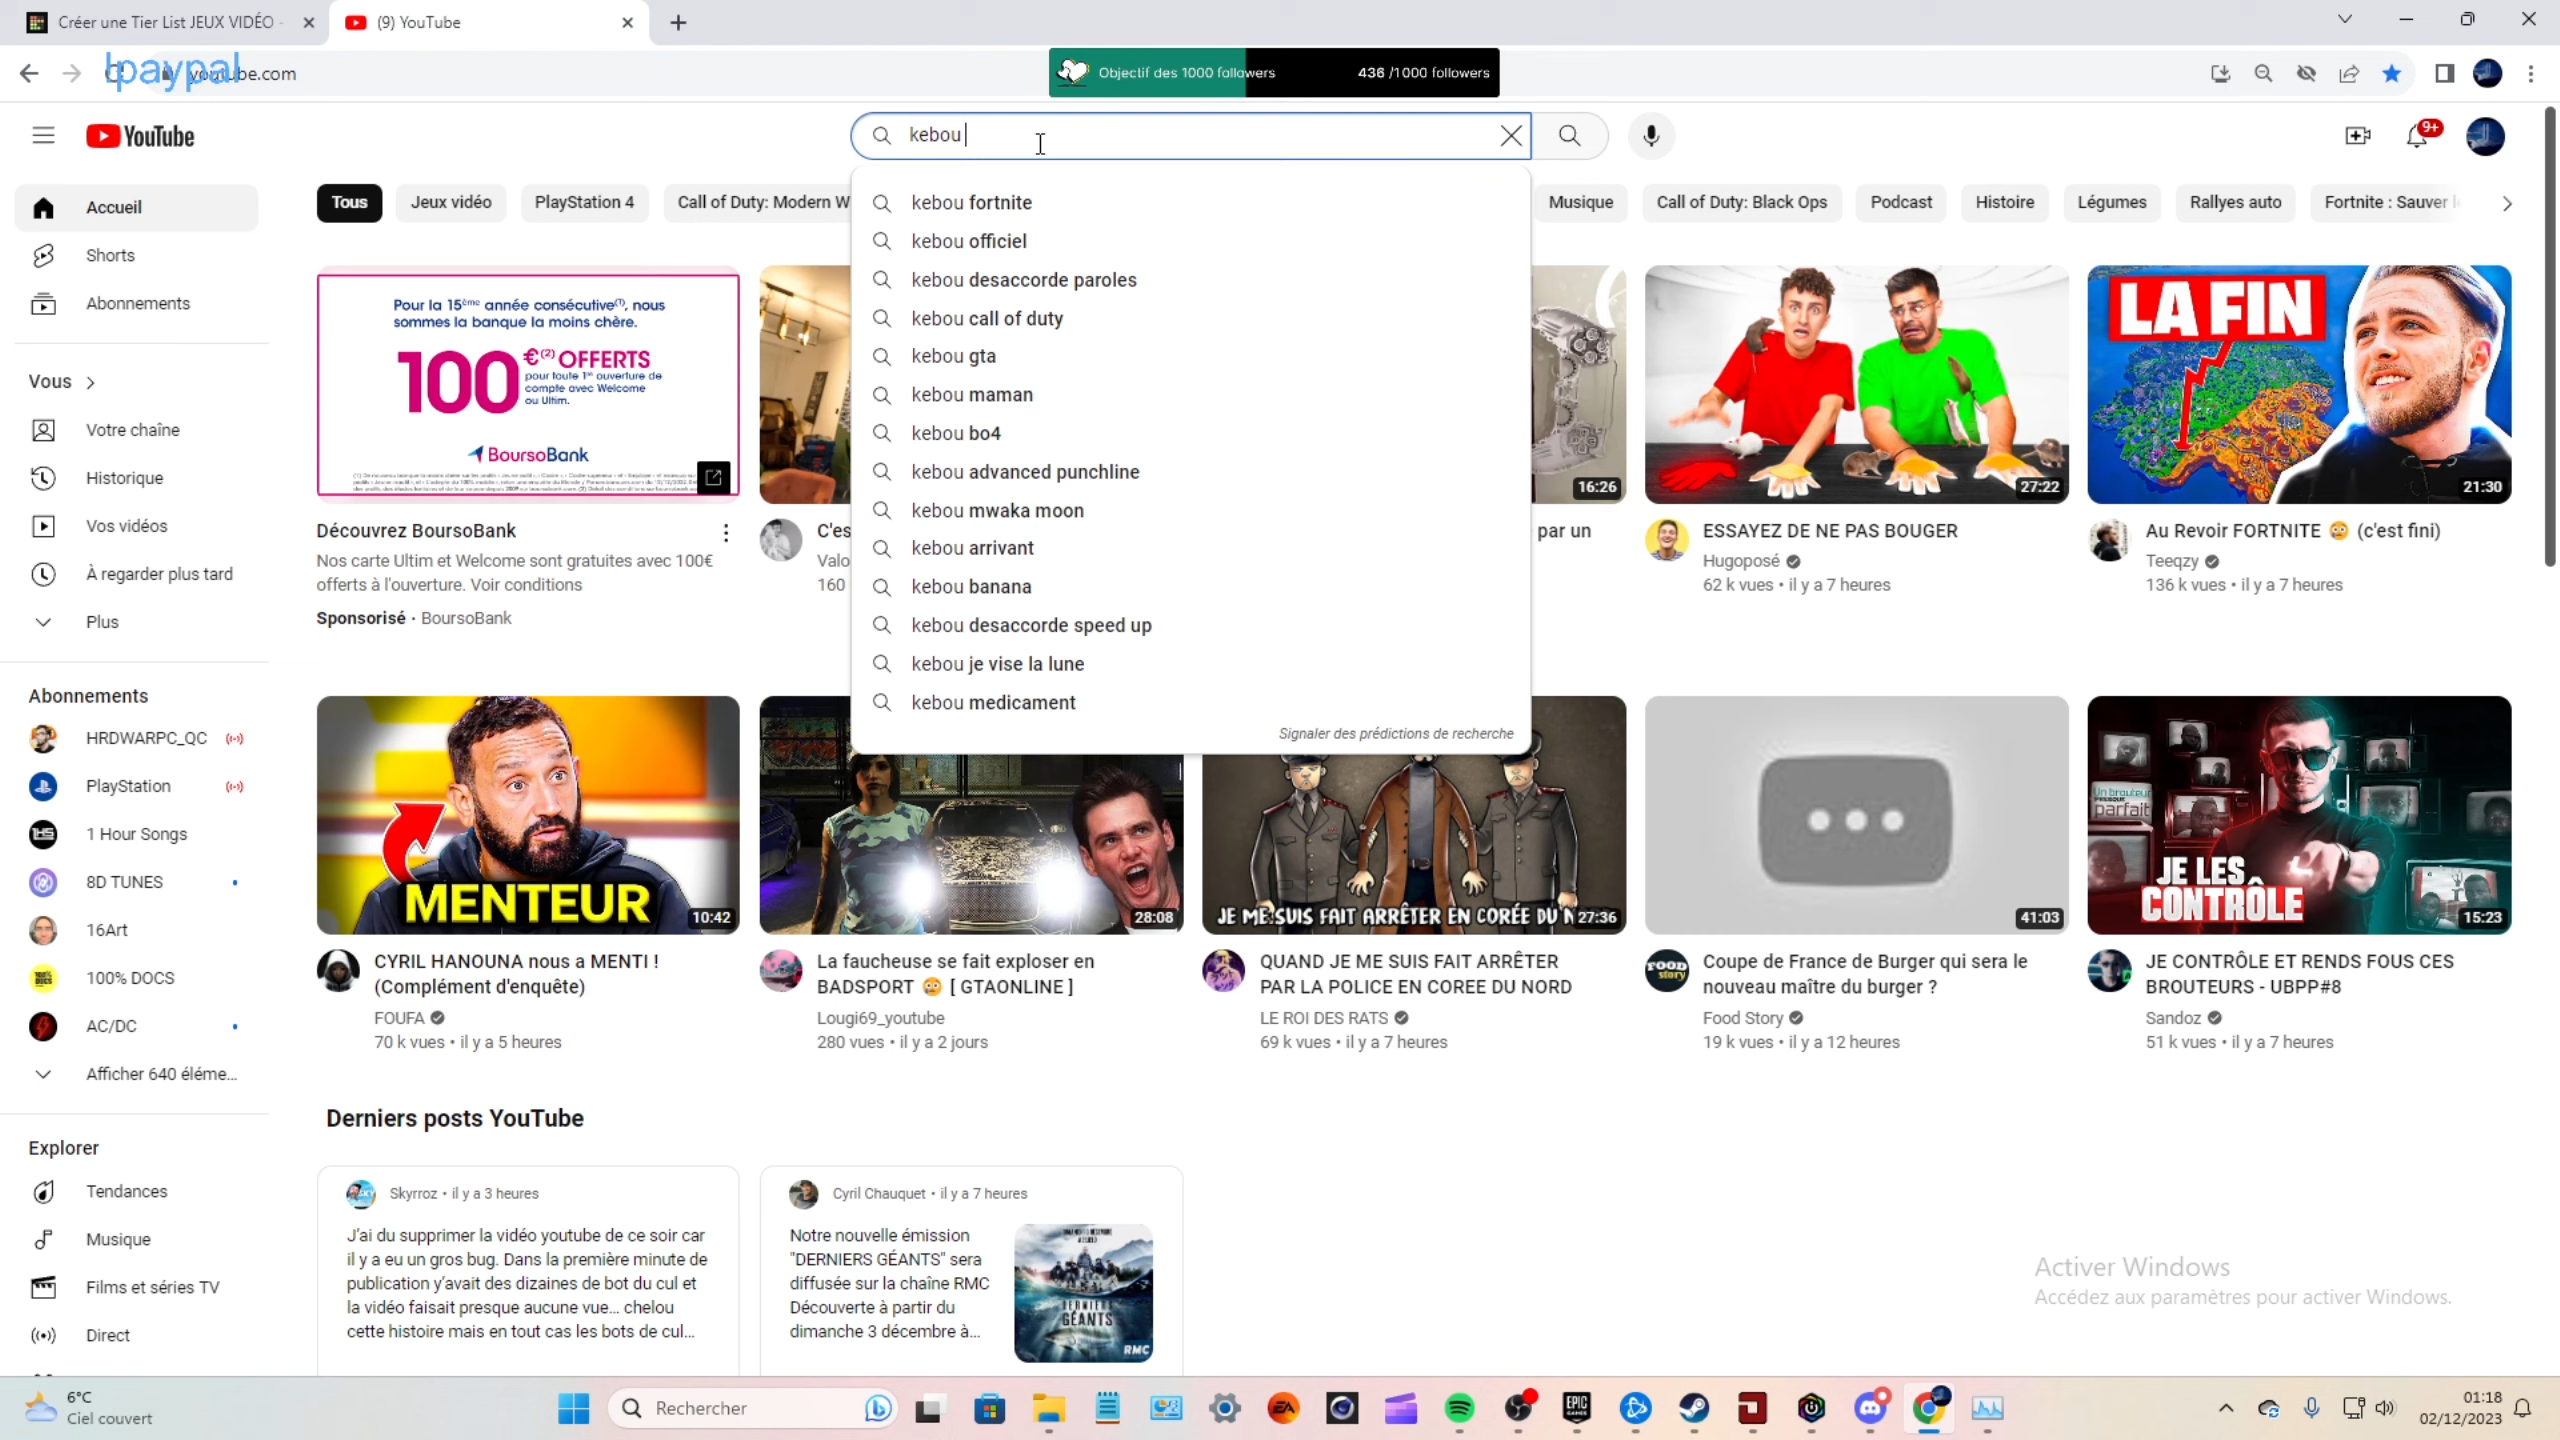 Créer une Tier List JEUX VIDÉO -
(9) YouTube
!paypal
youtube.com
Objectif des 1000 followers
436 /1000 followers
YouTube
kebou
9+
Accueil
Shorts
Abonnements
Vous
Votre chaîne
Historique
Vos vidéos
À regarder plus tard
Plus
Abonnements
HRDWARPC_QC
PlayStation
1 Hour Songs
8D TUNES
16Art
100% DOCS
AC/DC
Afficher 640 éléme...
Explorer
Tendances
Musique
Films et séries TV
Direct
Tous
Jeux vidéo
PlayStation 4
Call of Duty: Modern W
Musique
Call of Duty: Black Ops
Podcast
Histoire
Légumes
Rallyes auto
Fortnite : Sauver l
kebou fortnite
kebou officiel
kebou desaccorde paroles
kebou call of duty
kebou gta
kebou maman
kebou bo4
kebou advanced punchline
kebou mwaka moon
kebou arrivant
kebou banana
kebou desaccorde speed up
kebou je vise la lune
kebou medicament
Signaler des prédictions de recherche
Pour la 15ème année consécutive(1), nous
sommes la banque la moins chère.
100 €(2) OFFERTS
pour toute 1re ouverture de
compte avec Welcome
ou Ultim.
BoursoBank
Découvrez BoursoBank
Nos carte Ultim et Welcome sont gratuites avec 100€
offerts à l'ouverture. Voir conditions
Sponsorisé · BoursoBank
C'es
Valo
160
16:26
par un
27:22
ESSAYEZ DE NE PAS BOUGER
Hugoposé
62 k vues • il y a 7 heures
LA FIN
21:30
Au Revoir FORTNITE 😳 (c'est fini)
Teeqzy
136 k vues • il y a 7 heures
MENTEUR
10:42
CYRIL HANOUNA nous a MENTI !
(Complément d'enquête)
FOUFA
70 k vues • il y a 5 heures
28:08
La faucheuse se fait exploser en
BADSPORT 😳 [ GTAONLINE ]
Lougi69_youtube
280 vues • il y a 2 jours
JE ME SUIS FAIT ARRÊTER EN CORÉE DU N
27:36
QUAND JE ME SUIS FAIT ARRÊTER
PAR LA POLICE EN COREE DU NORD
LE ROI DES RATS
69 k vues • il y a 7 heures
41:03
FOOD
story
Coupe de France de Burger qui sera le
nouveau maître du burger ?
Food Story
19 k vues • il y a 12 heures
Un brouteur
presque
parfait
JE LES
CONTRÔLE
15:23
JE CONTRÔLE ET RENDS FOUS CES
BROUTEURS - UBPP#8
Sandoz
51 k vues • il y a 7 heures
Derniers posts YouTube
Skyrroz • il y a 3 heures
J'ai du supprimer la vidéo youtube de ce soir car
il y a eu un gros bug. Dans la première minute de
publication y'avait des dizaines de bot du cul et
la vidéo faisait presque aucune vue... chelou
cette histoire mais en tout cas les bots de cul...
Cyril Chauquet • il y a 7 heures
Notre nouvelle émission
"DERNIERS GÉANTS" sera
diffusée sur la chaîne RMC
Découverte à partir du
dimanche 3 décembre à...
DERNIERS
GÉANTS
RMC
Activer Windows
Accédez aux paramètres pour activer Windows.
6°C
Ciel couvert
Rechercher
EA
EPIC
GAMES
01:18
02/12/2023